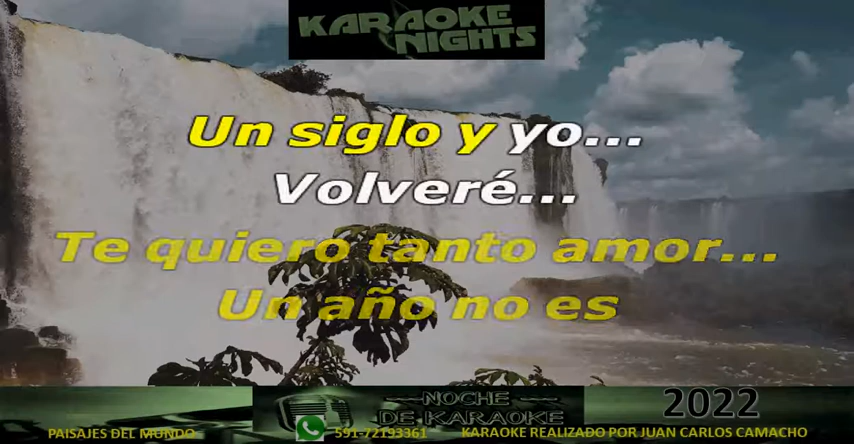 KARAOKE
NIGHTS
Un siglo y yo...
Volveré...
Te quiero tanto amor...
Un año no es
NOCHE
DE KARAOKE
2022
PAISAJES DEL MUNDO
591-72193361
KARAOKE REALIZADO POR JUAN CARLOS CAMACHO